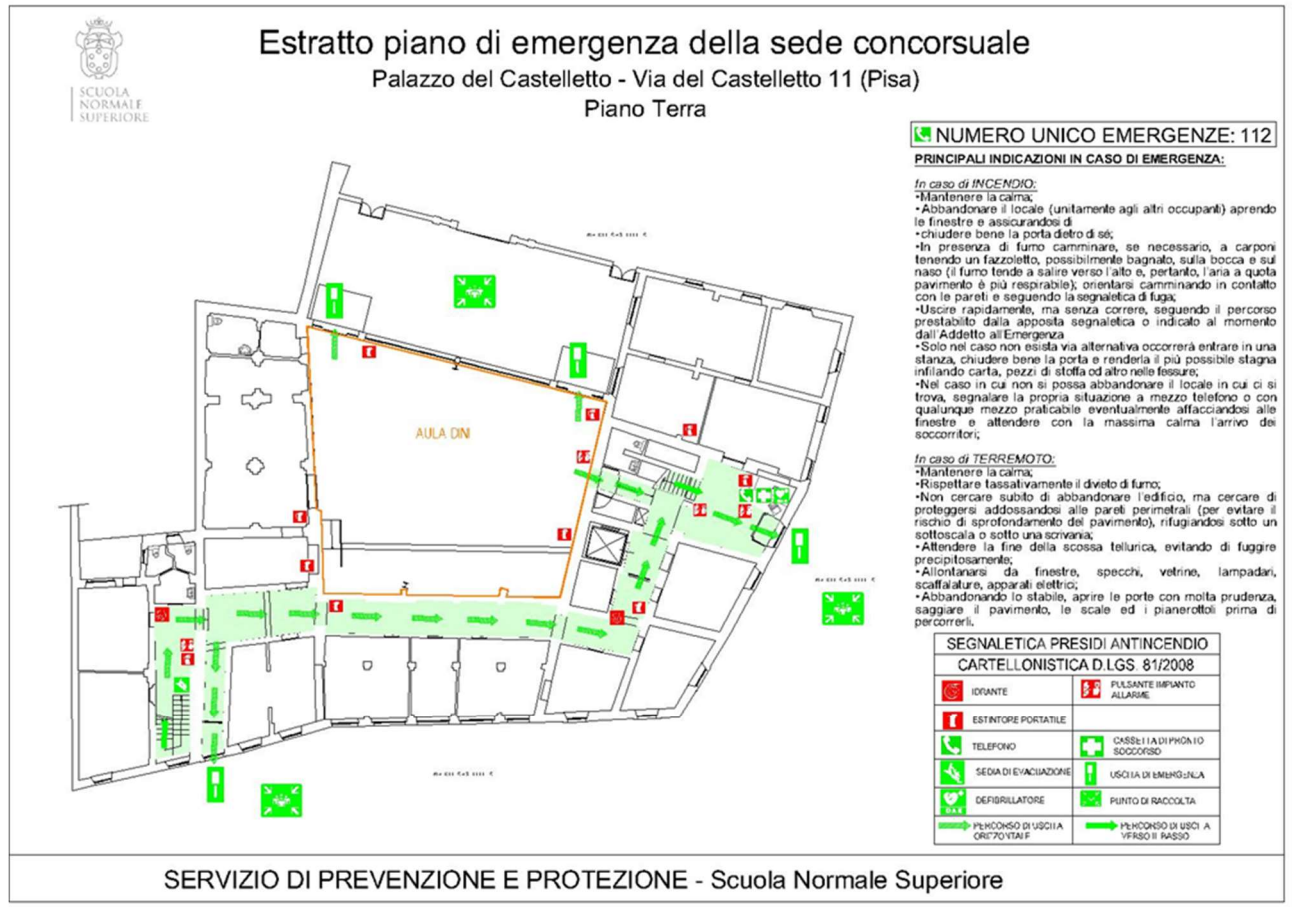 Estratto piano di emergenza della sede concorsuale
Palazzo del Castelletto - Via del Castelletto 11 (Pisa)
Piano Terra
SCUOLA
NORMALE
SUPERIORE
NUMERO UNICO EMERGENZE: 112
PRINCIPALI INDICAZIONI IN CASO DI EMERGENZA:
In caso di INCENDIO:
•Mantenere la calma;
•Abbandonare il locale (unitamente agli altri occupanti) aprendo
le finestre e assicurandosi di
•chiudere bene la porta dietro di sé;
•In presenza di fumo camminare, se necessario, a carponi
tenendo un fazzoletto, possibilmente bagnato, sulla bocca e sul
naso (il fumo tende a salire verso l'alto e, pertanto, l'aria a quota
pavimento è più respirabile); orientarsi camminando in contatto
con le pareti e seguendo la segnaletica di fuga;
•Uscire rapidamente, ma senza correre, seguendo il percorso
prestabilito dalla apposita segnaletica o indicato al momento
dall'Addetto all'Emergenza
•Solo nel caso non esista via alternativa occorrerà entrare in una
stanza, chiudere bene la porta e renderla il più possibile stagna
infilando carta, pezzi di stoffa od altro nelle fessure;
•Nel caso in cui non si possa abbandonare il locale in cui ci si
trova, segnalare la propria situazione a mezzo telefono o con
qualunque mezzo praticabile eventualmente affacciandosi alle
finestre e attendere con la massima calma l'arrivo dei
soccorritori;
In caso di TERREMOTO:
•Mantenere la calma;
•Rispettare tassativamente il divieto di fumo;
•Non cercare subito di abbandonare l'edificio, ma cercare di
proteggersi addossandosi alle pareti perimetrali (per evitare il
rischio di sprofondamento del pavimento), rifugiandosi sotto un
sottoscala o sotto una scrivania;
•Attendere la fine della scossa tellurica, evitando di fuggire
precipitosamente;
•Allontanarsi da finestre, specchi, vetrine, lampadari,
scaffalature, apparati elettrici;
•Abbandonando lo stabile, aprire le porte con molta prudenza,
saggiare il pavimento, le scale ed i pianerottoli prima di
percorrerli.
AULA DINI
SEGNALETICA PRESIDI ANTINCENDIO
CARTELLONISTICA D.LGS. 81/2008
IDRANTE
PULSANTE IMPIANTO
ALLARME
ESTINTORE PORTATILE
TELEFONO
CASSETTA DI PRONTO
SOCCORSO
SEDIA DI EVACUAZIONE
USCITA DI EMERGENZA
DEFIBRILLATORE
PUNTO DI RACCOLTA
PERCORSO DI USCITA
ORIZZONTALE
PERCORSO DI USCITA
VERSO IL BASSO
SERVIZIO DI PREVENZIONE E PROTEZIONE - Scuola Normale Superiore